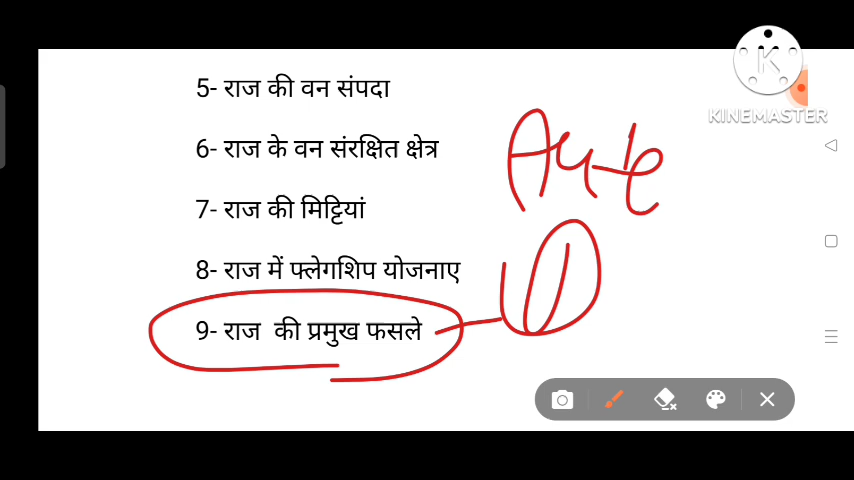 KINEMASTER
5- राज की वन संपदा
6- राज के वन संरक्षित क्षेत्र
7- राज की मिट्टियां
8- राज में फ्लेगशिप योजनाए
9- राज की प्रमुख फसले